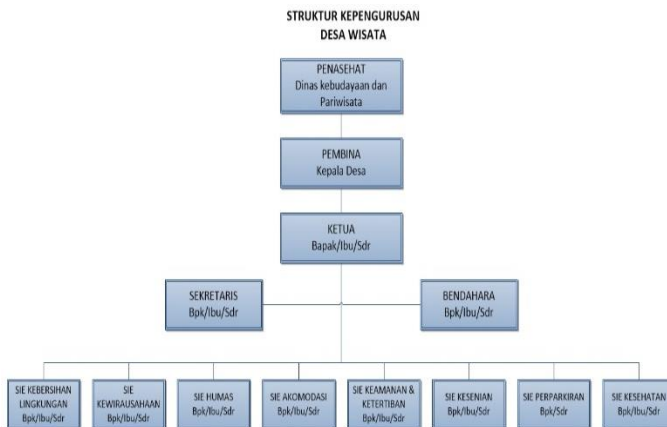 STRUKTUR KEPENGURUSAN
DESA WISATA
PENASEHAT
Dinas kebudayaan dan
Pariwisata
PEMBINA
Kepala Desa
KETUA
Bapak/Ibu/Sdr
SEKRETARIS
Bpk/Ibu/Sdr
BENDAHARA
Bpk/Ibu/Sdr
SIE KEBERSIHAN
LINGKUNGAN
Bpk/Ibu/Sdr
SIE
KEWIRAUSAHAAN
Bpk/Ibu/Sdr
SIE HUMAS
Bpk/Ibu/Sdr
SIE AKOMODASI
Bpk/Ibu/Sdr
SIE KEAMANAN &
KETERTIBAN
Bpk/Ibu/Sdr
SIE KESENIAN
Bpk/Ibu/Sdr
SIE PERPARKIRAN
Bpk/Sdr
SIE KESEHATAN
Bpk/Ibu/Sdr